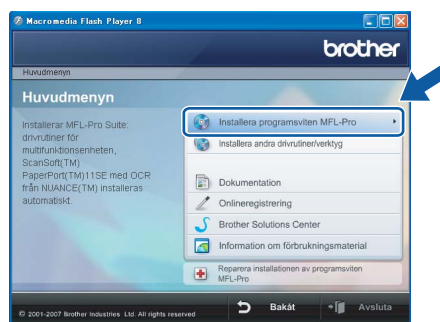 Macromedia Flash Player 8
brother
Huvudmenyn
Huvudmenyn
Installerar MFL-Pro Suite:
drivrutiner för
multifunktionsenheten,
ScanSoft(TM)
PaperPort(TM)11SE med OCR
från NUANCE(TM) installeras
automatiskt.
Installera programsviten MFL-Pro
Installera andra drivrutiner/verktyg
Dokumentation
Onlineregistrering
Brother Solutions Center
Information om förbrukningsmaterial
Reparera installationen av programsviten
MFL-Pro
© 2001-2007 Brother Industries Ltd. All rights reserved
Bakåt
Avsluta